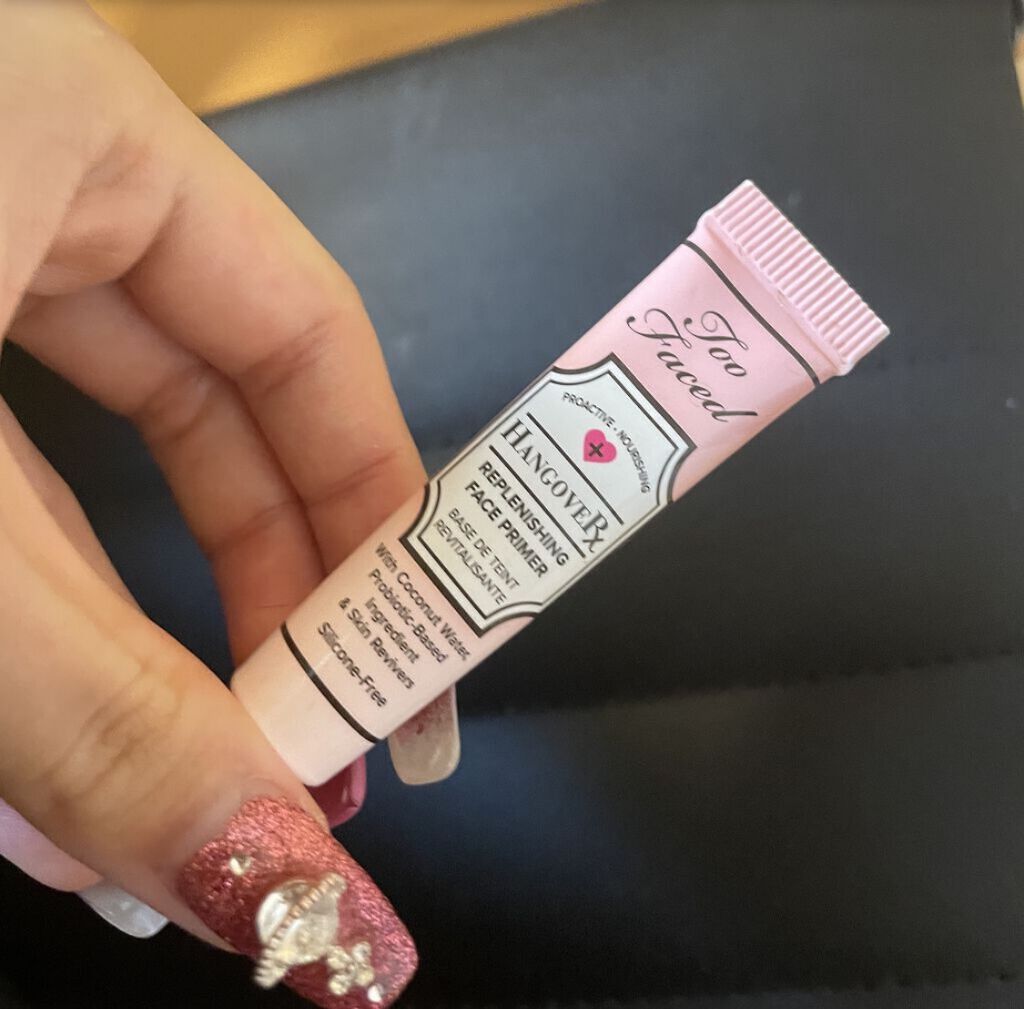 Too
Faced
PROACTIVE • NOURISHING
HANGOVERx
REPLENISHING
FACE PRIMER
BASE DE TEINT
REVITALISANTE
With Coconut Water,
Probiotic-Based
Ingredient
& Skin Revivers
Silicone-Free